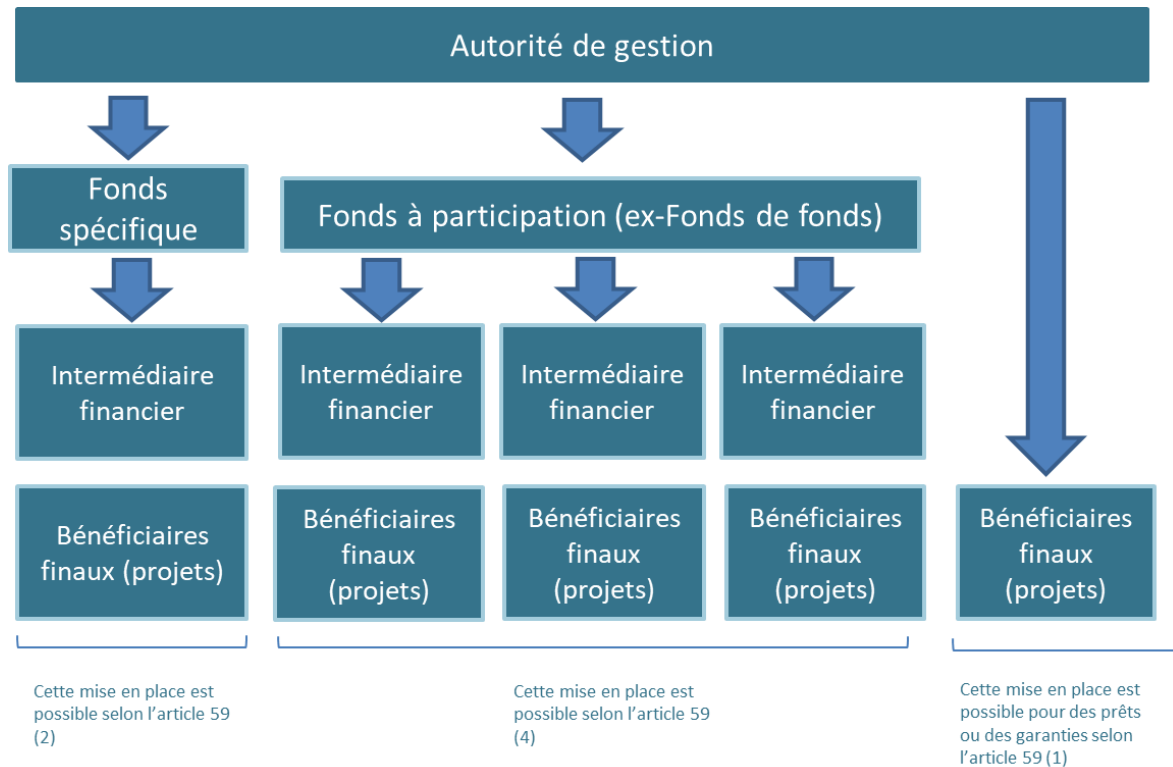 Autorité de gestion
Fonds
spécifique
Fonds à participation (ex-Fonds de fonds)
Intermédiaire
financier
Intermédiaire
financier
Intermédiaire
financier
Intermédiaire
financier
Bénéficiaires
finaux (projets)
Bénéficiaires
finaux
(projets)
Bénéficiaires
finaux
(projets)
Bénéficiaires
finaux
(projets)
Bénéficiaires
finaux
(projets)
Cette mise en place est
possible selon l'article 59
(2)
Cette mise en place est
possible selon l'article 59
(4)
Cette mise en place est
possible pour des prêts
ou des garanties selon
l'article 59 (1)